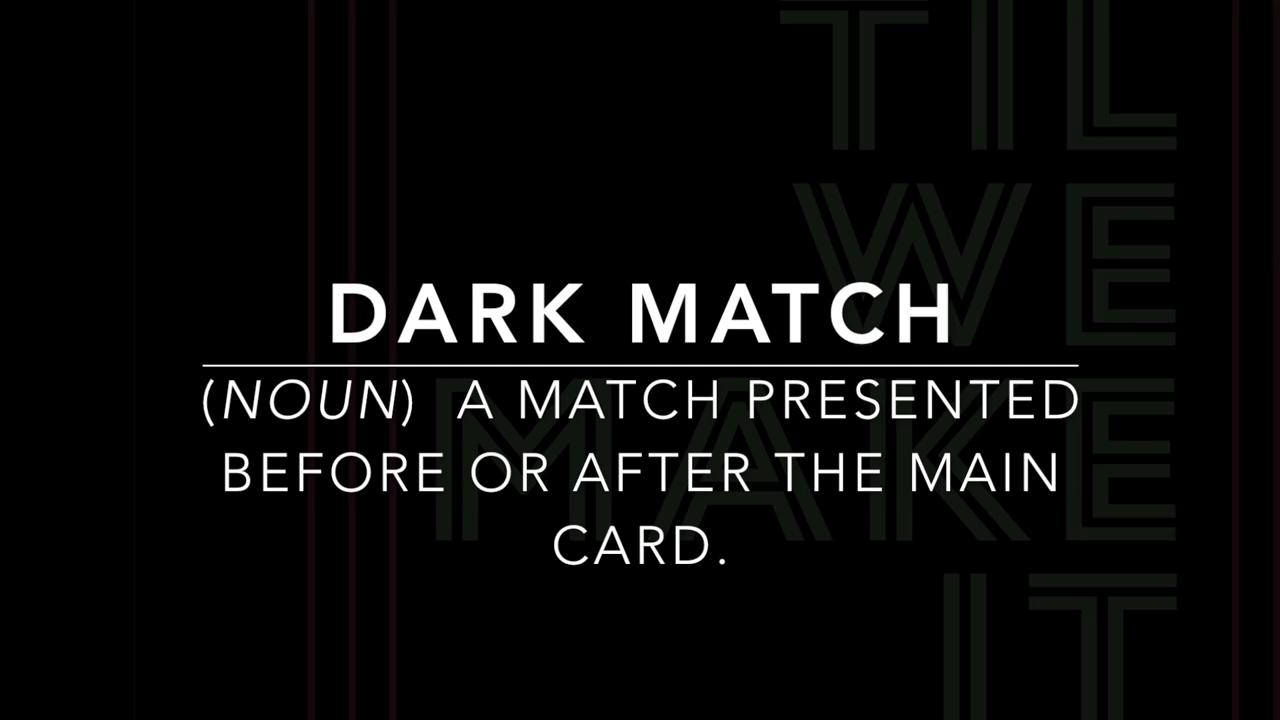 TIL
WE
MAKE
IT
DARK MATCH
(NOUN) A MATCH PRESENTED
BEFORE OR AFTER THE MAIN
CARD.